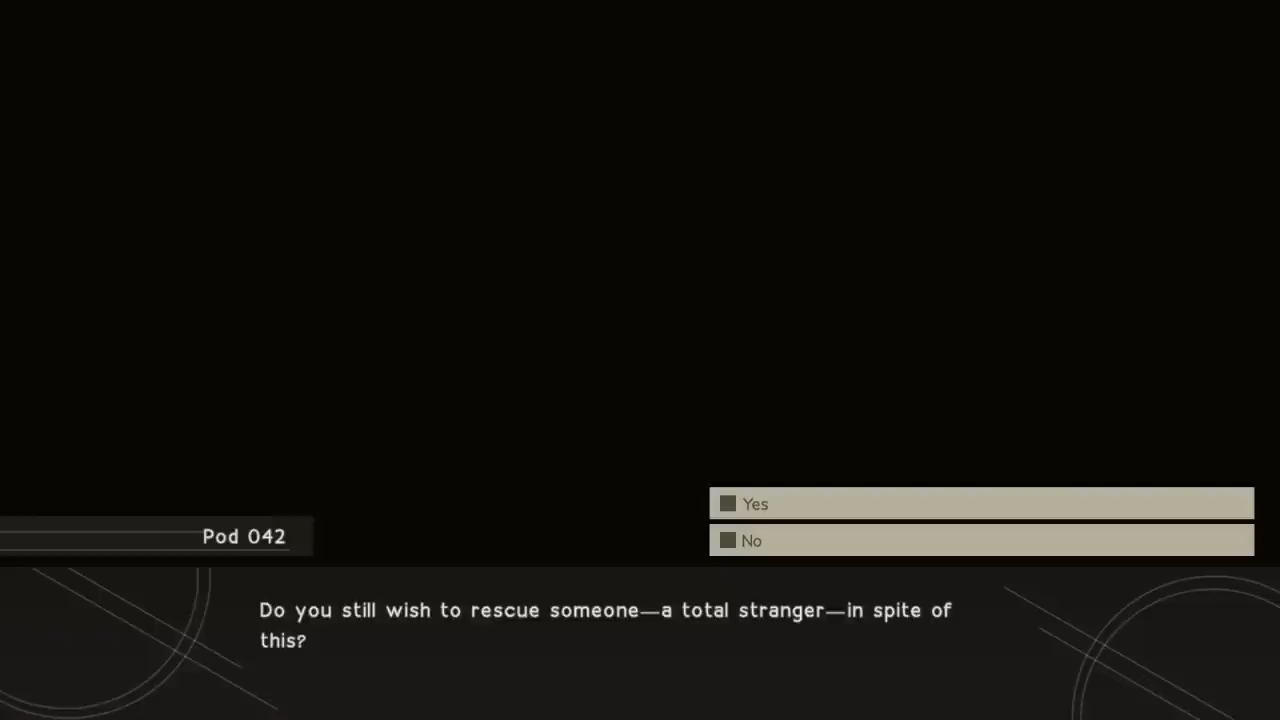 Yes
No
Pod 042
Do you still wish to rescue someone—a total stranger—in spite of
this?